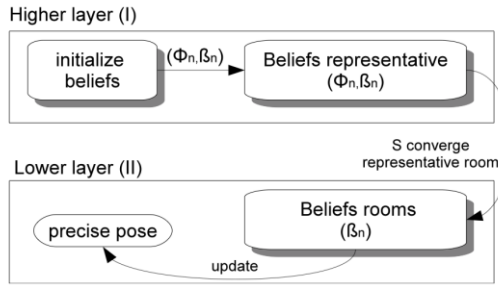 Higher layer (I)
initialize
beliefs
(Φn,ßn)
Beliefs representative
(Φn,ßn)
S converge
representative room
Lower layer (II)
precise pose
Beliefs rooms
(ßn)
update